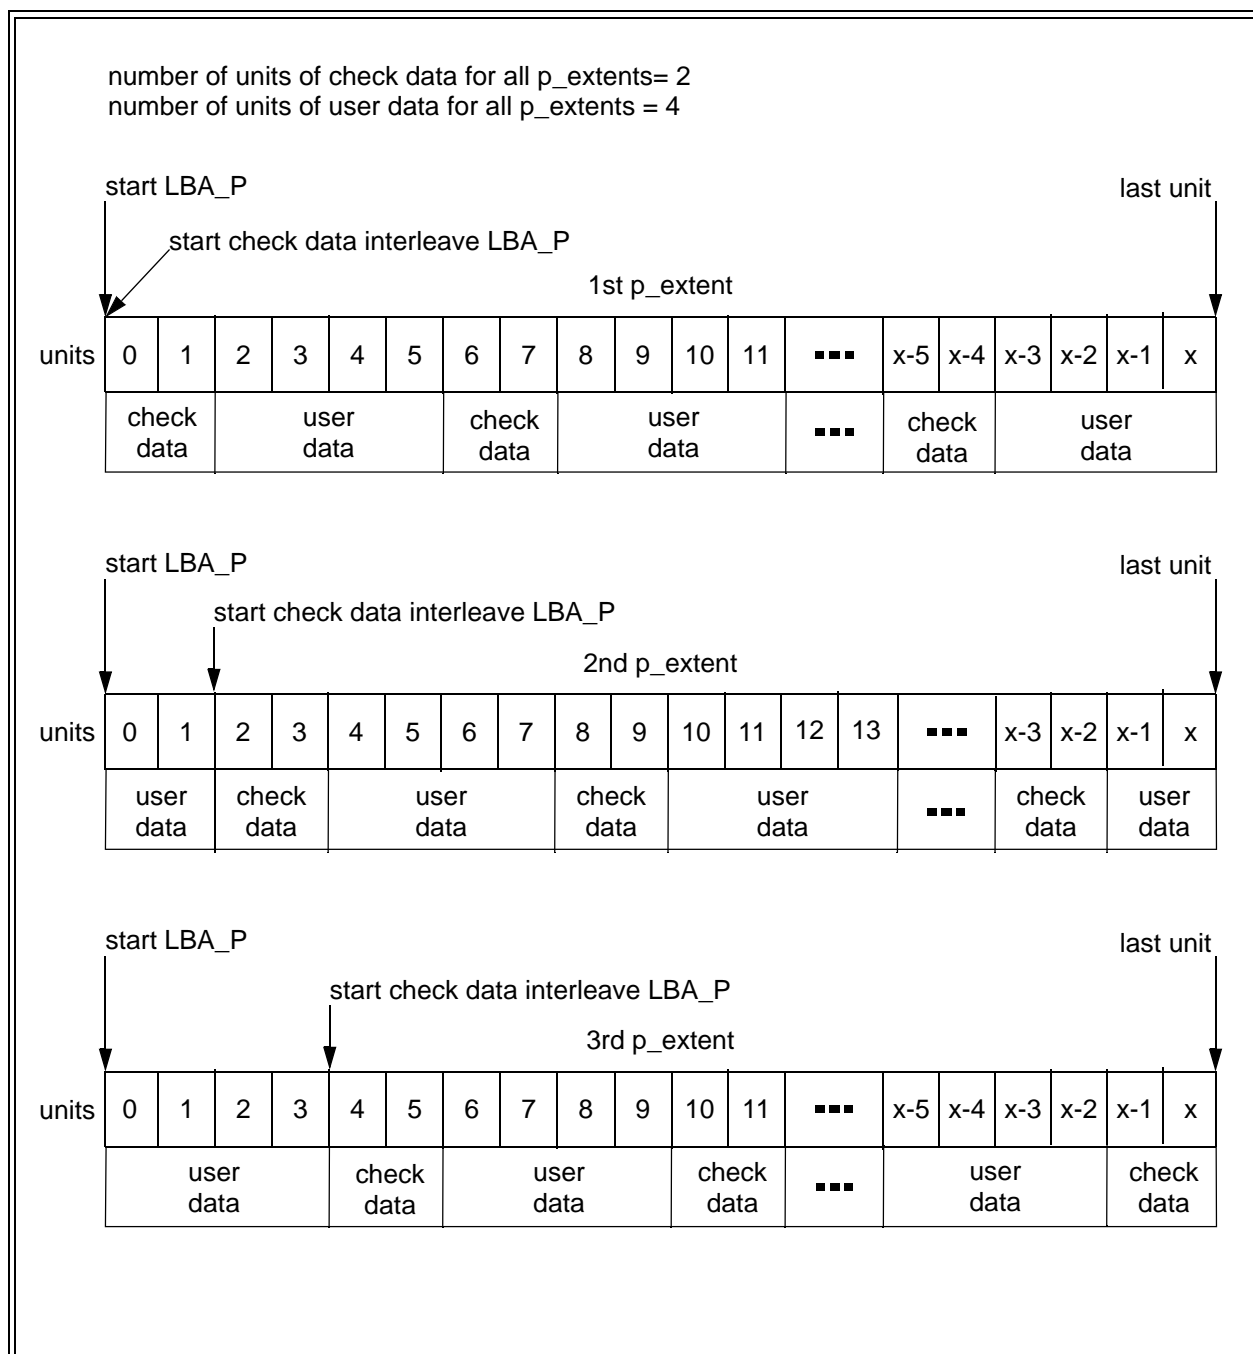 number of units of check data for all p_extents= 2
number of units of user data for all p_extents = 4
start LBA_P
last unit
start check data interleave LBA_P
1st p_extent
units 0 1 2 3 4 5 6 7 8 9 10 11 x-5 x-4 x-3 x-2 x-1 x
check data user data check data user data check data user data
start LBA_P
last unit
start check data interleave LBA_P
2nd p_extent
units 0 1 2 3 4 5 6 7 8 9 10 11 12 13 x-3 x-2 x-1 x
user data check data user data check data user data check data user data
start LBA_P
last unit
start check data interleave LBA_P
3rd p_extent
units 0 1 2 3 4 5 6 7 8 9 10 11 x-5 x-4 x-3 x-2 x-1 x
user data check data user data check data user data check data